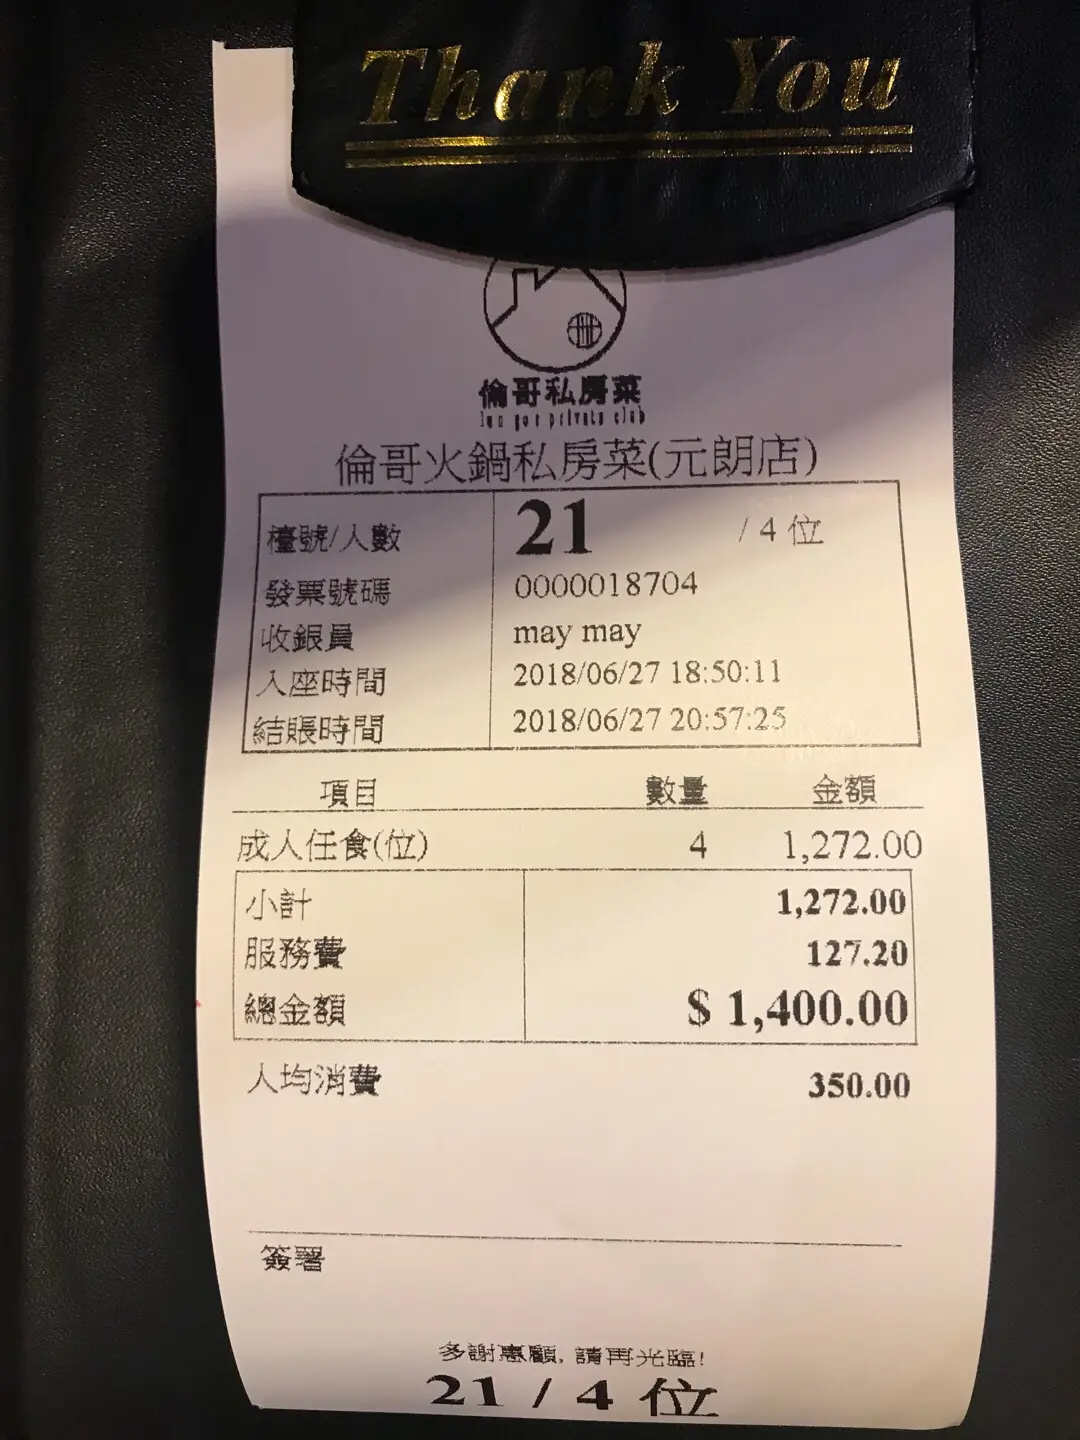 Thank You
倫哥私房菜
lun gor private club
倫哥火鍋私房菜(元朗店)
檯號/人數 21 / 4 位
發票號碼 0000018704
收銀員 may may
入座時間 2018/06/27 18:50:11
結賬時間 2018/06/27 20:57:25
項目 數量 金額
成人任食(位) 4 1,272.00
小計 1,272.00
服務費 127.20
總金額 $ 1,400.00
人均消費 350.00
簽署
多謝惠顧, 請再光臨!
21 / 4 位